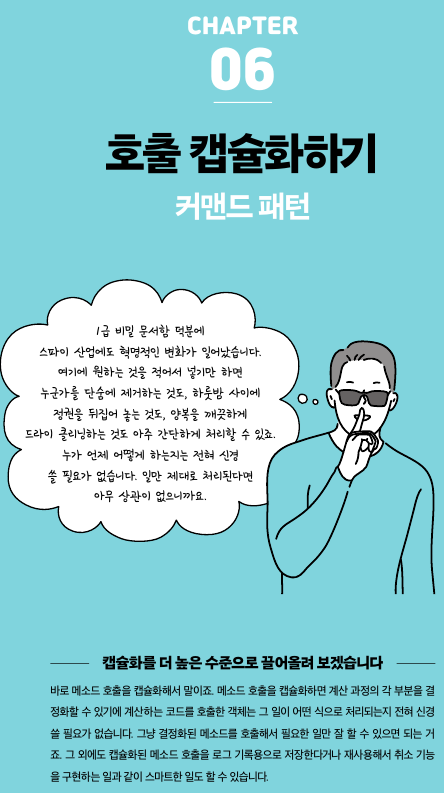 CHAPTER
06
호출 캡슐화하기
커맨드 패턴
1급 비밀 문서함 덕분에
스파이 산업에도 혁명적인 변화가 일어났습니다.
여기에 원하는 것을 적어서 넣기만 하면
누군가를 단숨에 제거하는 것도, 하룻밤 사이에
정권을 뒤집어 놓는 것도, 양복을 깨끗하게
드라이 클리닝하는 것도 아주 간단하게 처리할 수 있죠.
누가 언제 어떻게 하는지는 전혀 신경
쓸 필요가 없습니다. 일만 제대로 처리된다면
아무 상관이 없으니까요.
캡슐화를 더 높은 수준으로 끌어올려 보겠습니다
바로 메소드 호출을 캡슐화해서 말이죠. 메소드 호출을 캡슐화하면 계산 과정의 각 부분을 결
정화할 수 있기에 계산하는 코드를 호출한 객체는 그 일이 어떤 식으로 처리되는지 전혀 신경
쓸 필요가 없습니다. 그냥 결정화된 메소드를 호출해서 필요한 일만 잘 할 수 있으면 되는 거
죠. 그 외에도 캡슐화된 메소드 호출을 로그 기록용으로 저장한다거나 재사용해서 취소 기능
을 구현하는 일과 같이 스마트한 일도 할 수 있습니다.